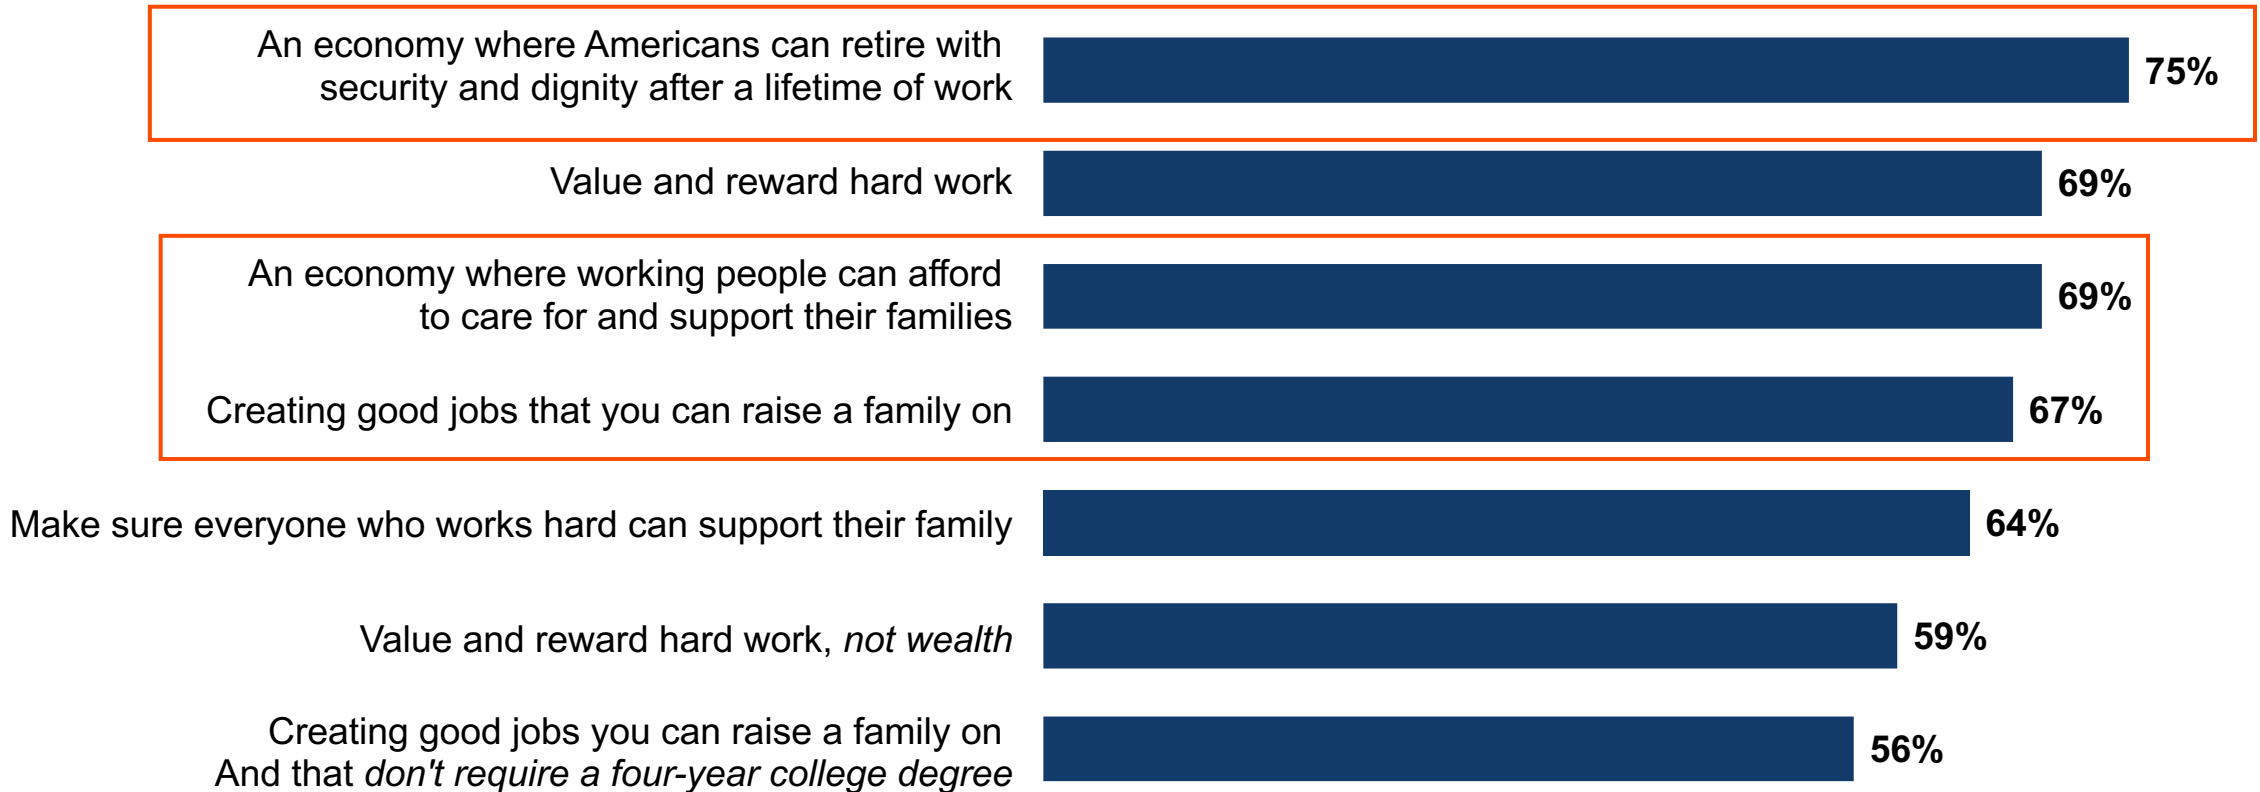 An economy where Americans can retire with
security and dignity after a lifetime of work
75%
Value and reward hard work
69%
An economy where working people can afford
to care for and support their families
69%
Creating good jobs that you can raise a family on
67%
Make sure everyone who works hard can support their family
64%
Value and reward hard work, not wealth
59%
Creating good jobs you can raise a family on
And that don't require a four-year college degree
56%